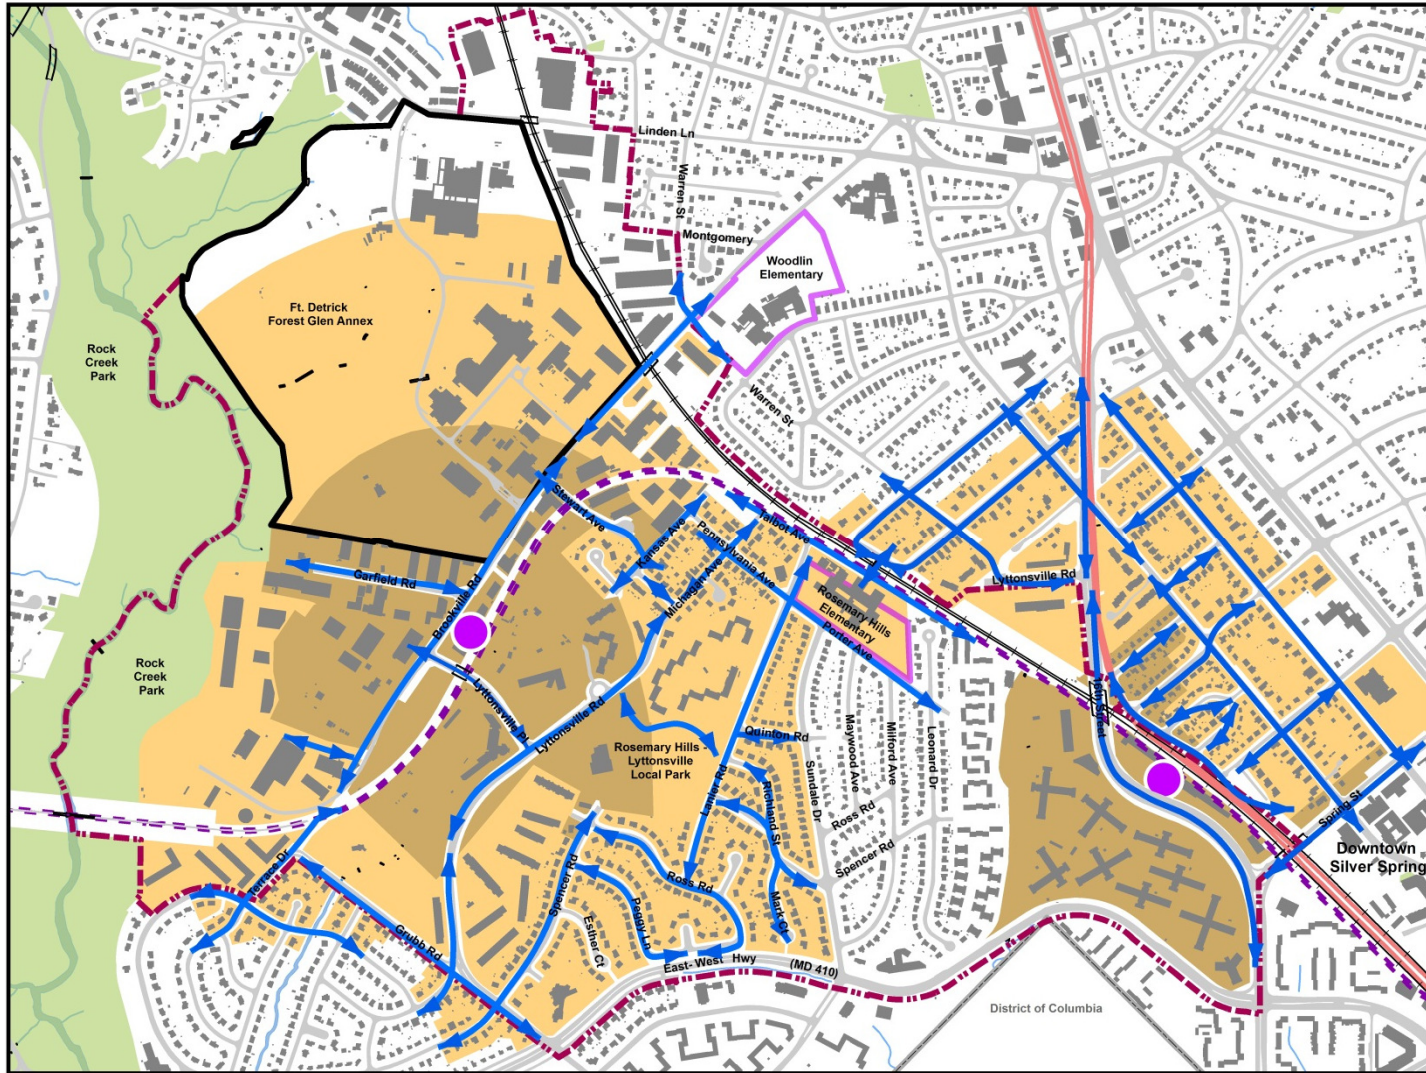 Linden Ln
Warren St
Montgomery
Woodlin
Elementary
Ft. Detrick
Forest Glen Annex
Rock
Creek
Park
Warren St
Stewart Ave
Talbot Ave
Kansas Ave
Pennsylvania Ave
Michagan Ave
Garfield Rd
Brookville Rd
Lyttonsville Rd
Rosemary Hills
Elementary
Porter Ave
Rock
Creek
Park
Lyttonsville Pl
Lyttonsville Rd
16th Street
Rosemary Hills -
Lyttonsville
Local Park
Quinton Rd
Lanier Rd
Richland St
Sundale Dr
Maywood Ave
Milford Ave
Leonard Dr
Ross Rd
Spencer Rd
Spring St
Downtown
Silver Spring
Terrace Dr
Spencer Rd
Ross Rd
Peggy Ln
Esther Ct
Mark Ct
Grubb Rd
East- West Hwy (MD 410)
District of Columbia